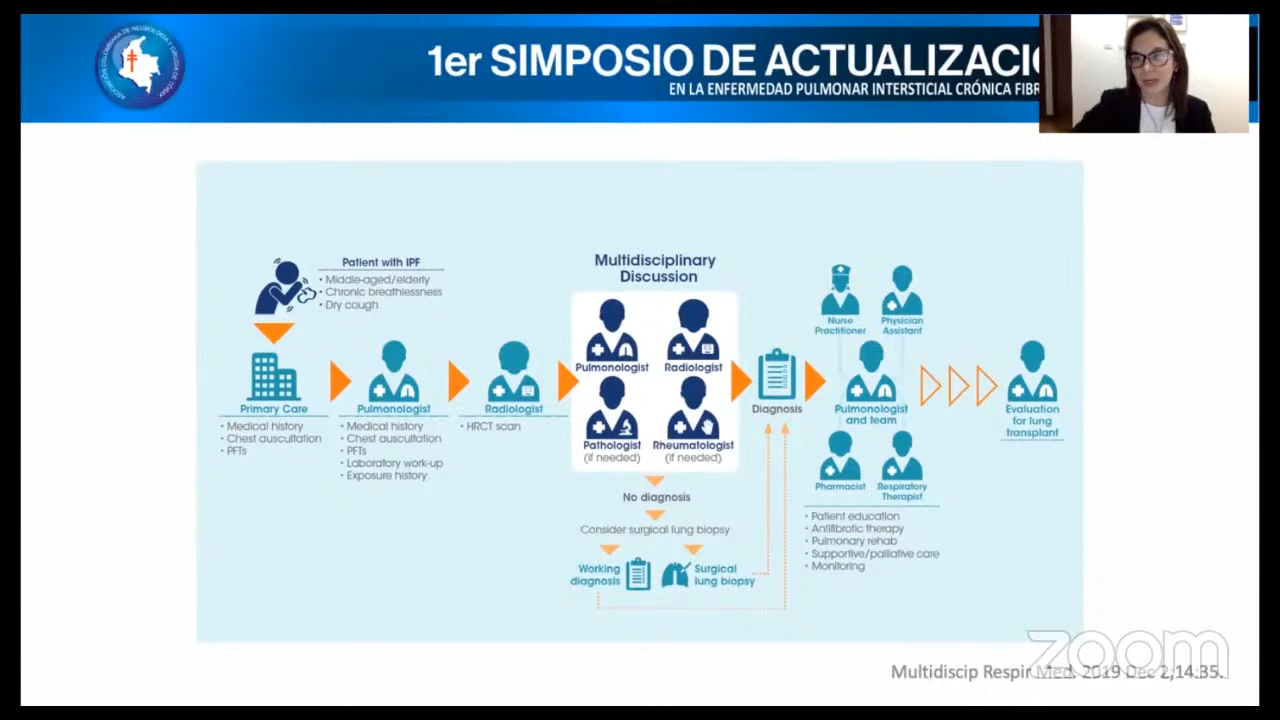 1er SIMPOSIO DE ACTUALIZACIÓ
EN LA ENFERMEDAD PULMONAR INTERSTICIAL CRÓNICA FIBR
Patient with IPF
• Middle-aged/elderly
• Chronic breathlessness
• Dry cough
Primary Care
• Medical history
• Chest auscultation
• PFTs
Pulmonologist
• Medical history
• Chest auscultation
• PFTs
• Laboratory work-up
• Exposure history
Radiologist
• HRCT scan
Multidisciplinary
Discussion
Pulmonologist
Radiologist
Pathologist
(if needed)
Rheumatologist
(if needed)
No diagnosis
Consider surgical lung biopsy
Working
diagnosis
Surgical
lung biopsy
Diagnosis
Nurse
Practitioner
Physician
Assistant
Pulmonologist
and team
Pharmacist
Respiratory
Therapist
• Patient education
• Antifibrotic therapy
• Pulmonary rehab
• Supportive/palliative care
• Monitoring
Evaluation
for lung
transplant
zoom
Multidiscip Respir Med. 2019 Dec 2;14:35.